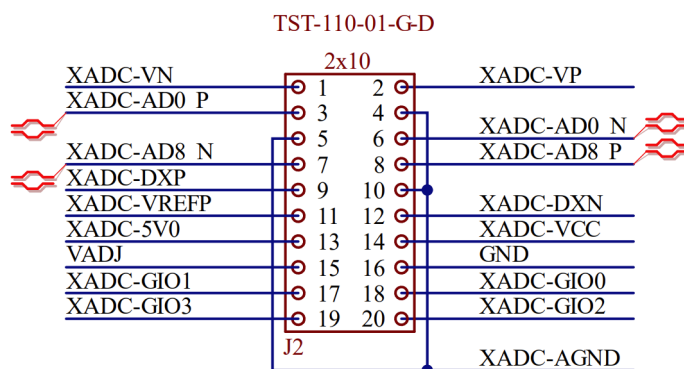 TST-110-01-G-D
2x10
XADC-VN 1 2 XADC-VP
XADC-AD0_P 3 4
5 6 XADC-AD0_N
XADC-AD8_N 7 8 XADC-AD8_P
XADC-DXP 9 10
XADC-VREFP 11 12 XADC-DXN
XADC-5V0 13 14 XADC-VCC
VADJ 15 16 GND
XADC-GIO1 17 18 XADC-GIO0
XADC-GIO3 19 20 XADC-GIO2
J2
XADC-AGND